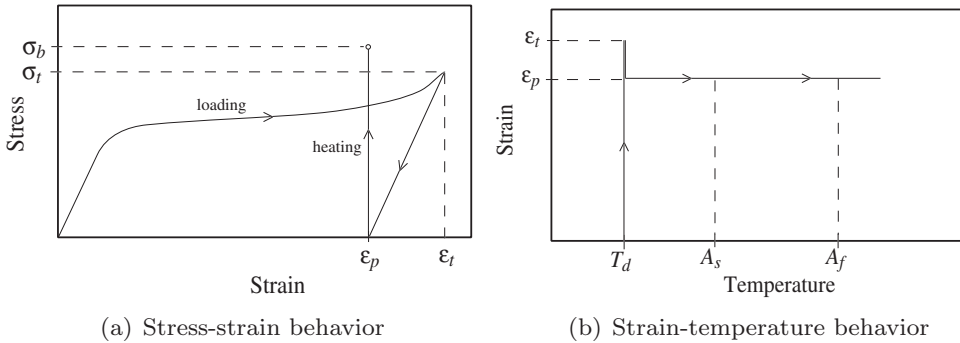 σb
σt
Stress
loading
heating
εp
εt
Strain
(a) Stress-strain behavior
εt
εp
Strain
Td
As
Af
Temperature
(b) Strain-temperature behavior